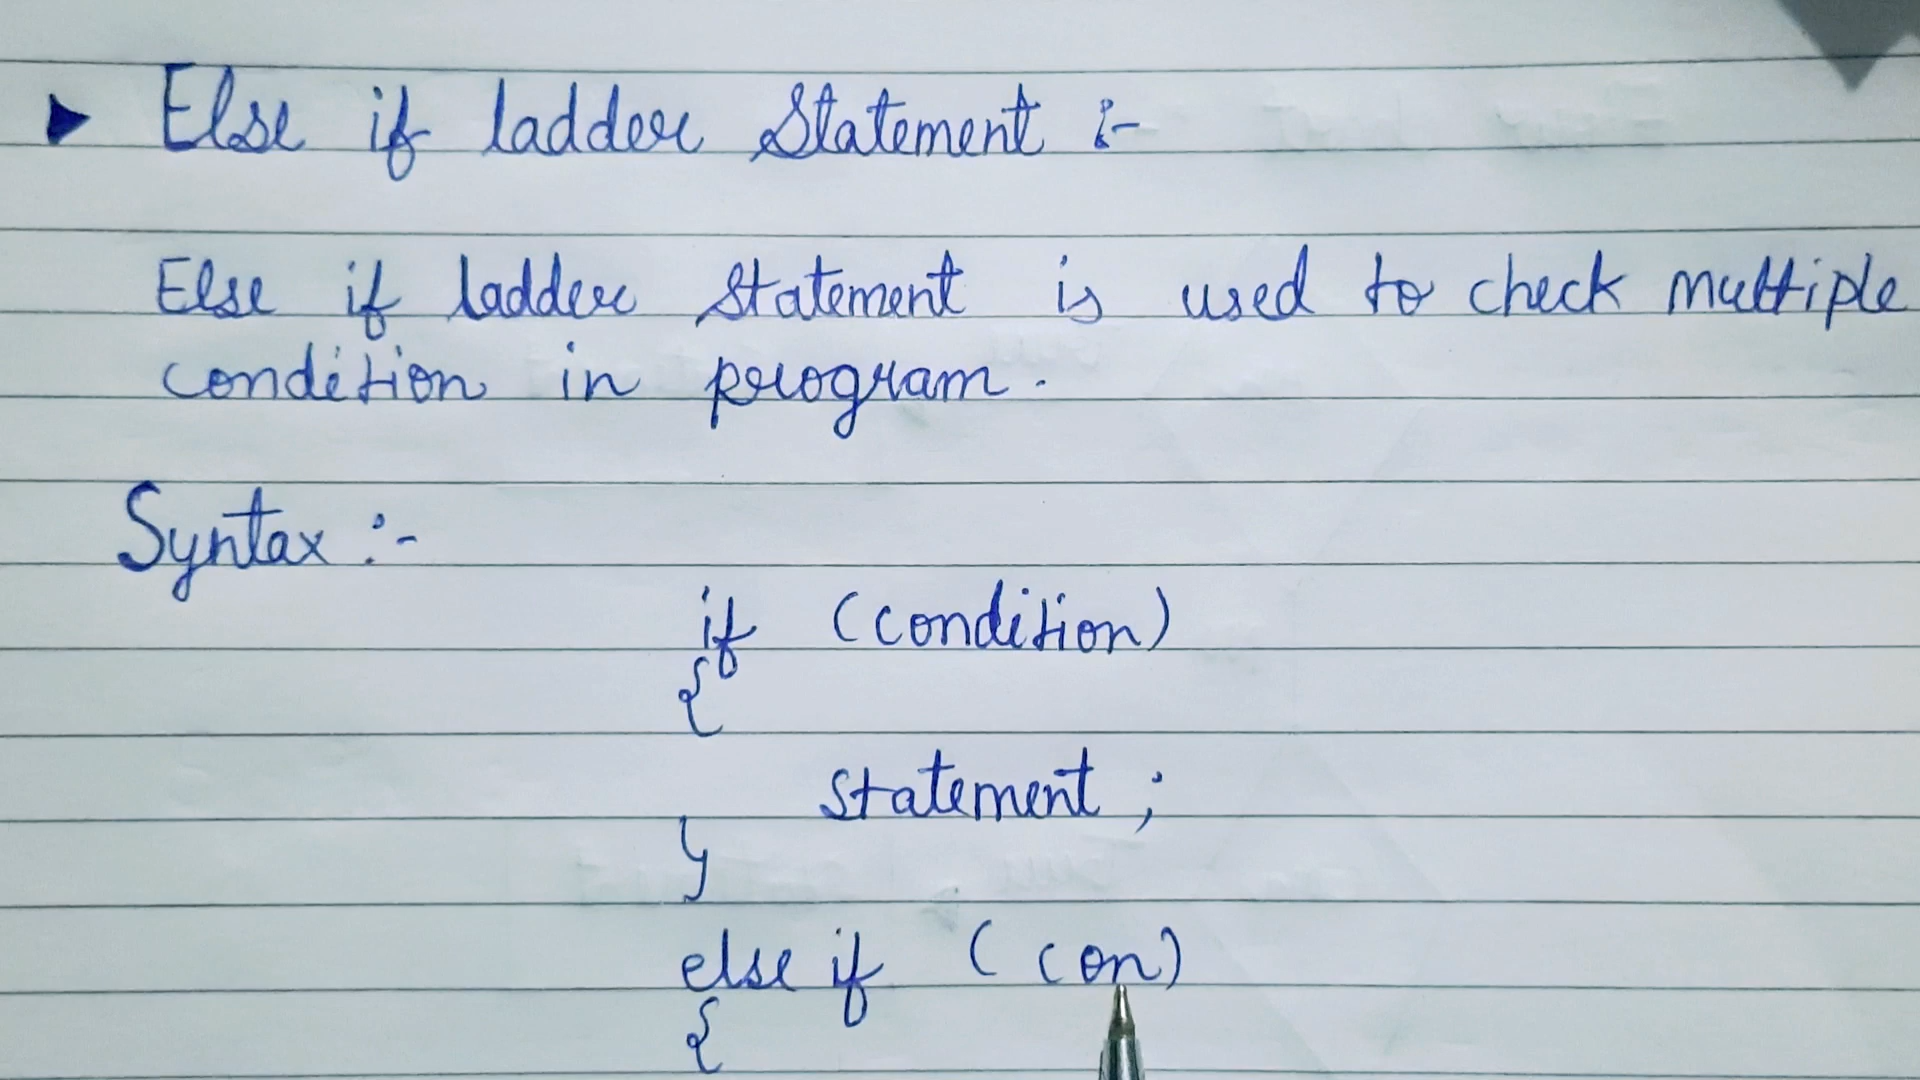 ► Else if ladder Statement :-
Else if ladder statement is used to check multiple
condition in program.
Syntax :-
if (condition)
{
statement ;
}
else if ( con)
{